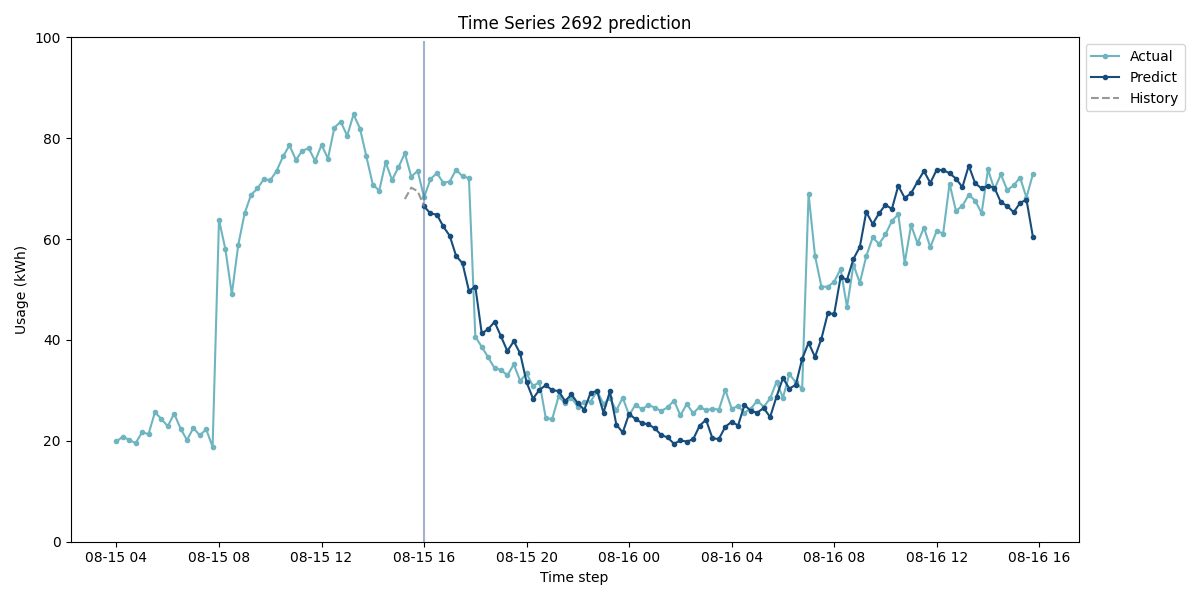 Time Series 2692 prediction
Usage (kWh)
100
80
60
40
20
0
08-15 04
08-15 08
08-15 12
08-15 16
08-15 20
08-16 00
08-16 04
08-16 08
08-16 12
08-16 16
Time step
Actual
Predict
History